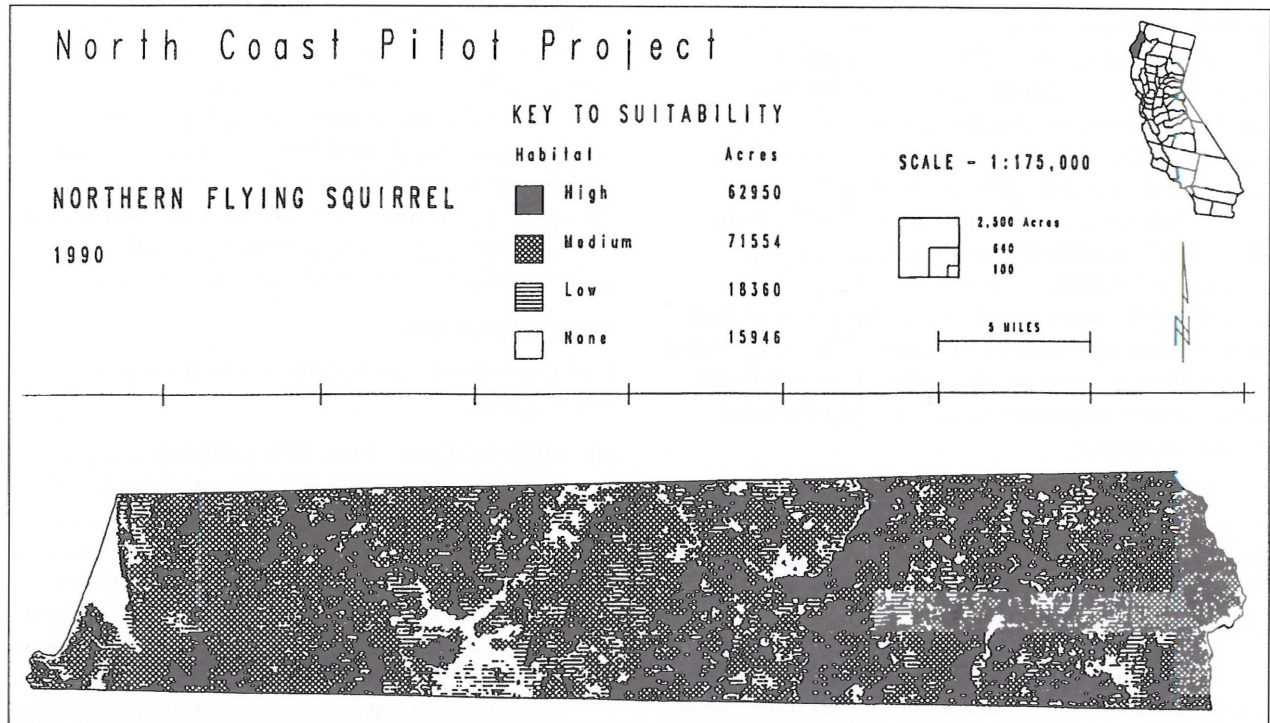 North Coast Pilot Project
KEY TO SUITABILITY
Habitat Acres
High 62950
Medium 71554
Low 18360
None 15946
NORTHERN FLYING SQUIRREL
1990
SCALE - 1:175,000
2,500 Acres
640
100
5 MILES
N